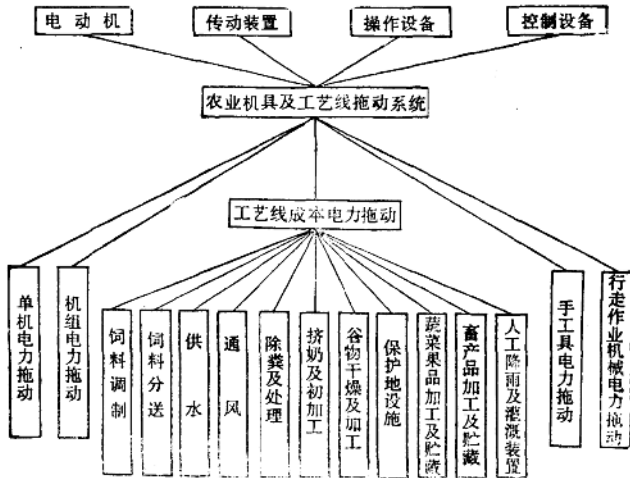 电动机
传动装置
操作设备
控制设备
农业机具及工艺线拖动系统
工艺线成本电力拖动
单机电力拖动
机组电力拖动
饲料调制
饲料分送
供水
通风
除粪及处理
挤奶及初加工
谷物干燥及加工
保护地设施
蔬菜果品加工及贮藏
畜产品加工及贮藏
人工降雨及灌溉装置
手工具电力拖动
行走作业机械电力拖动